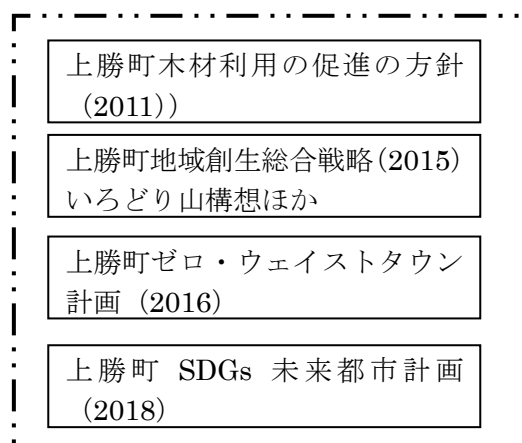 上勝町木材利用の促進の方針
（2011））
上勝町地域創生総合戦略（2015）
いろどり山構想ほか
上勝町ゼロ・ウェイストタウン
計画（2016）
上勝町 SDGs 未来都市計画
（2018）